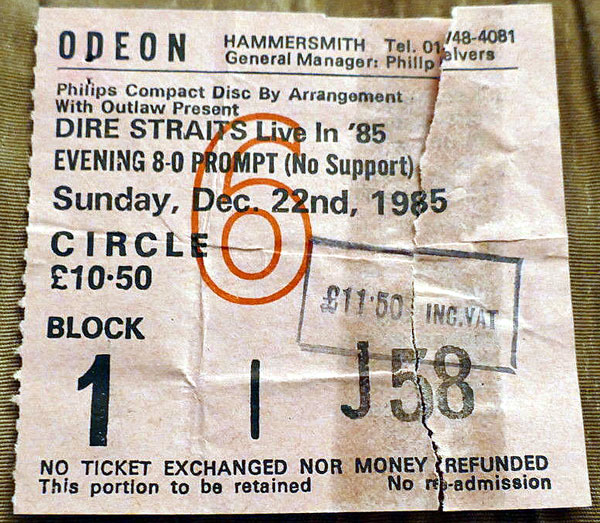 ODEON HAMMERSMITH Tel. 01 748-4081
General Manager: Philip elvers
Philips Compact Disc By Arrangement
With Outlaw Present
DIRE STRAITS Live In '85
EVENING 8-0 PROMPT (No Support)
Sunday, Dec. 22nd, 1985
6
CIRCLE
£10·50
£11·50 INC.VAT
BLOCK
1 | J58
NO TICKET EXCHANGED NOR MONEY REFUNDED
This portion to be retained No re-admission